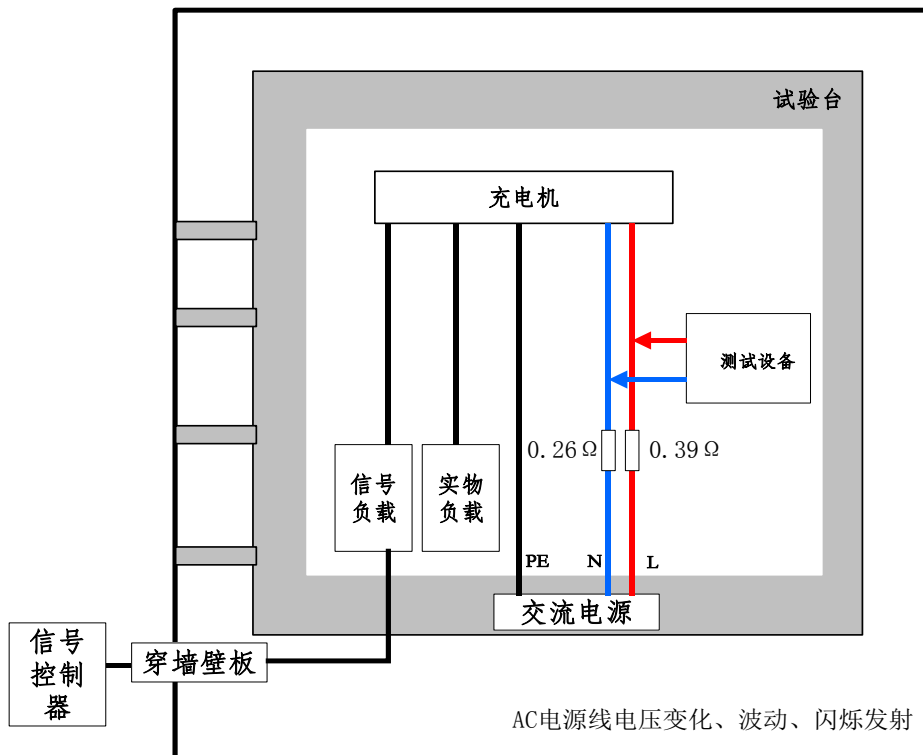 试验台
充电机
测试设备
0.26Ω
0.39Ω
信号
负载
实物
负载
PE
N
L
交流电源
信号
控制
器
穿墙壁板
AC电源线电压变化、波动、闪烁发射